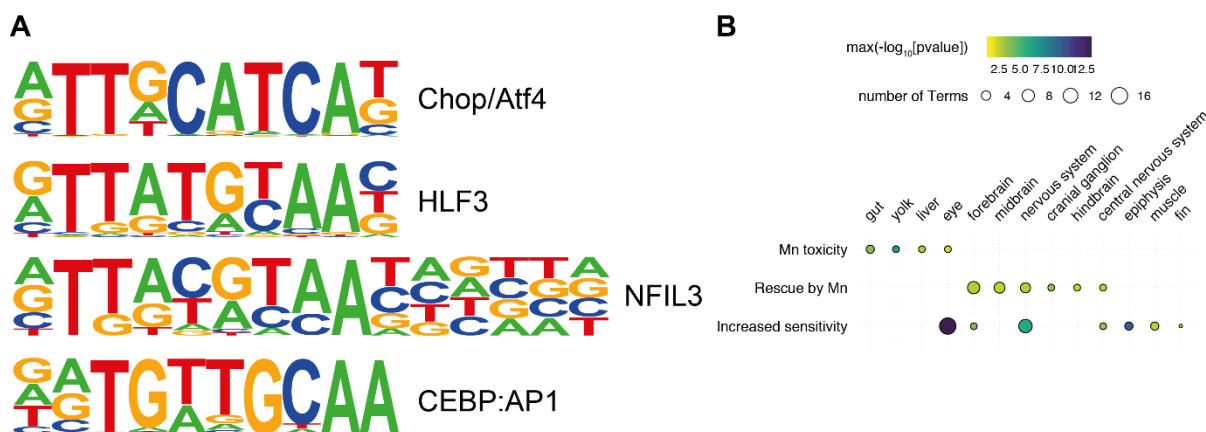 A
Chop/Atf4
HLF3
NFIL3
CEBP:AP1
B
max(-log10[pvalue])
2.5 5.0 7.5 10.0 12.5
number of Terms 4 8 12 16
gut yolk liver eye forebrain midbrain nervous system cranial ganglion hindbrain central nervous system epiphysis muscle fin
Mn toxicity
Rescue by Mn
Increased sensitivity